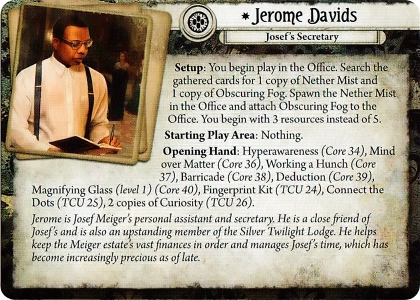 * Jerome Davids
Josef's Secretary
Setup: You begin play in the Office. Search the
gathered cards for 1 copy of Nether Mist and
1 copy of Obscuring Fog. Spawn the Nether Mist
in the Office and attach Obscuring Fog to the
Office. You begin with 3 resources instead of 5.
Starting Play Area: Nothing.
Opening Hand: Hyperawareness (Core 34), Mind
over Matter (Core 36), Working a Hunch (Core
37), Barricade (Core 38), Deduction (Core 39),
Magnifying Glass (level 1) (Core 40), Fingerprint Kit (TCU 24), Connect the
Dots (TCU 25), 2 copies of Curiosity (TCU 26).
Jerome is Josef Meiger's personal assistant and secretary. He is a close friend of
Josef's and is also an upstanding member of the Silver Twilight Lodge. He helps
keep the Meiger estate's vast finances in order and manages Josef's time, which has
become increasingly precious as of late.